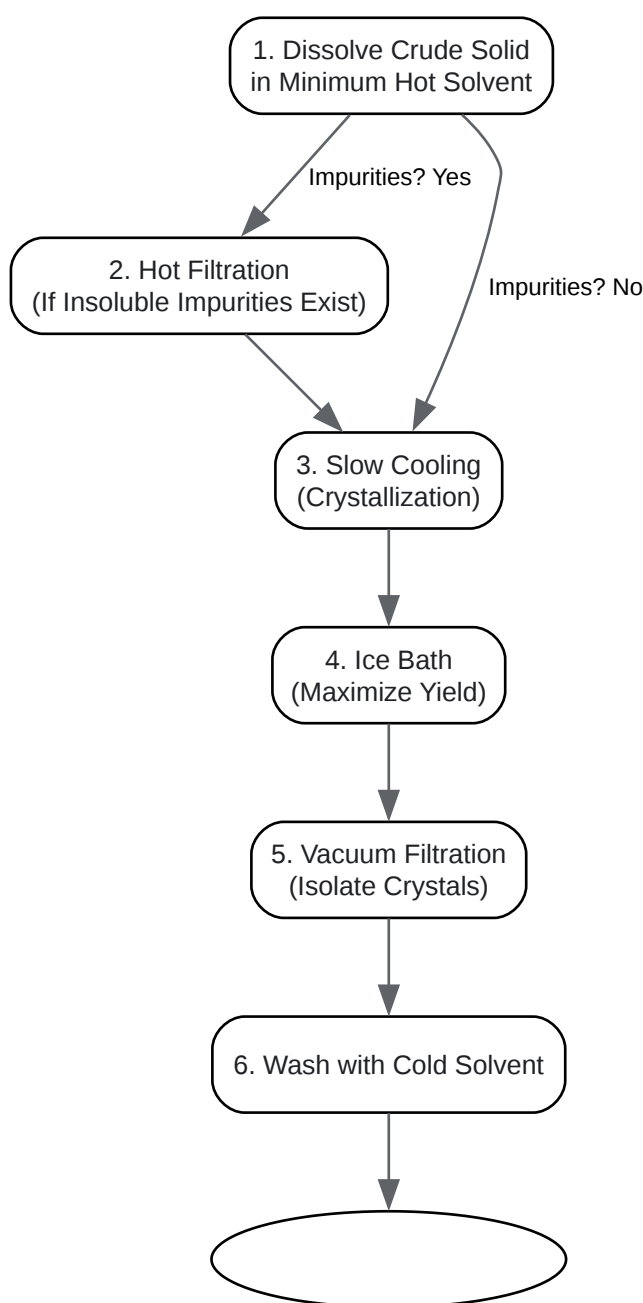 1. Dissolve Crude Solid
in Minimum Hot Solvent
Impurities? Yes
2. Hot Filtration
(If Insoluble Impurities Exist)
Impurities? No
3. Slow Cooling
(Crystallization)
4. Ice Bath
(Maximize Yield)
5. Vacuum Filtration
(Isolate Crystals)
6. Wash with Cold Solvent